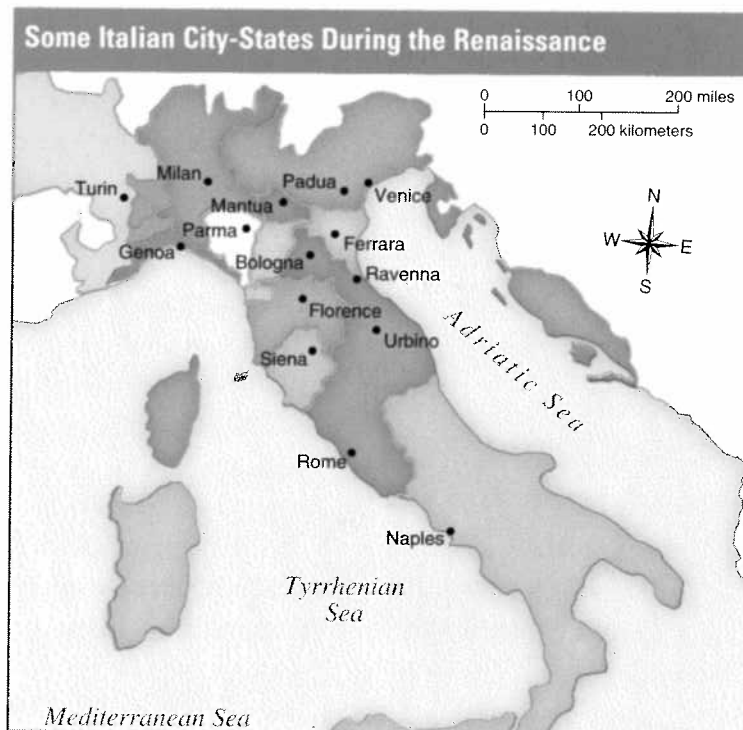 Some Italian City-States During the Renaissance
0 100 200 miles
0 100 200 kilometers
N
W E
S
Milan
Padua
Venice
Turin
Mantua
Parma
Ferrara
Genoa
Bologna
Ravenna
Florence
Urbino
Siena
Adriatic Sea
Rome
Naples
Tyrrhenian
Sea
Mediterranean Sea